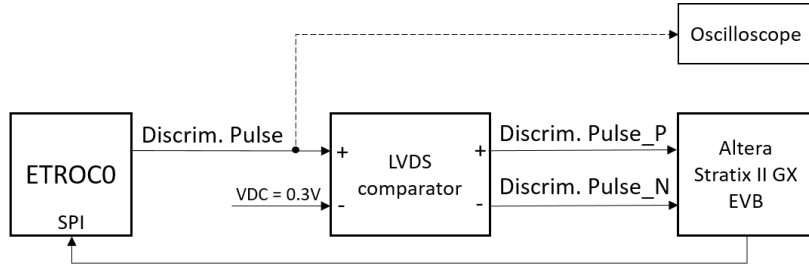 Oscilloscope
Discrim. Pulse
ETROC0
SPI
VDC = 0.3V
+
-
LVDS
comparator
+
-
Discrim. Pulse_P
Discrim. Pulse_N
Altera
Stratix II GX
EVB